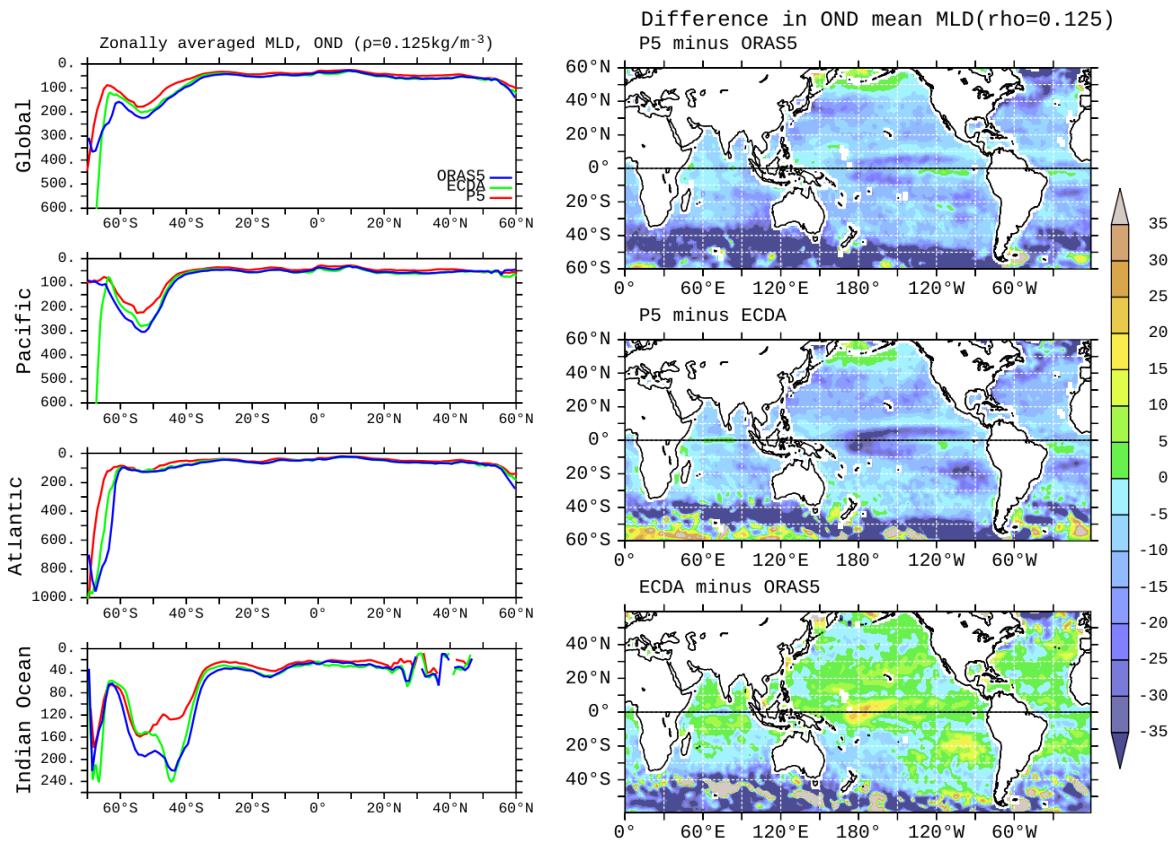 Zonally averaged MLD, OND (ρ=0.125kg/m⁻³)
Global
0.
100.
200.
300.
400.
500.
600.
ORAS5
ECDA
P5
60°S 40°S 20°S 0° 20°N 40°N 60°N
Pacific
0.
100.
200.
300.
400.
500.
600.
60°S 40°S 20°S 0° 20°N 40°N 60°N
Atlantic
0.
200.
400.
600.
800.
1000.
60°S 40°S 20°S 0° 20°N 40°N 60°N
Indian Ocean
0.
40.
80.
120.
160.
200.
240.
60°S 40°S 20°S 0° 20°N 40°N 60°N
Difference in OND mean MLD(rho=0.125)
P5 minus ORAS5
60°N
40°N
20°N
0°
20°S
40°S
60°S
0° 60°E 120°E 180° 120°W 60°W
P5 minus ECDA
60°N
40°N
20°N
0°
20°S
40°S
60°S
0° 60°E 120°E 180° 120°W 60°W
ECDA minus ORAS5
40°N
20°N
0°
20°S
40°S
0° 60°E 120°E 180° 120°W 60°W
35
30
25
20
15
10
5
0
-5
-10
-15
-20
-25
-30
-35